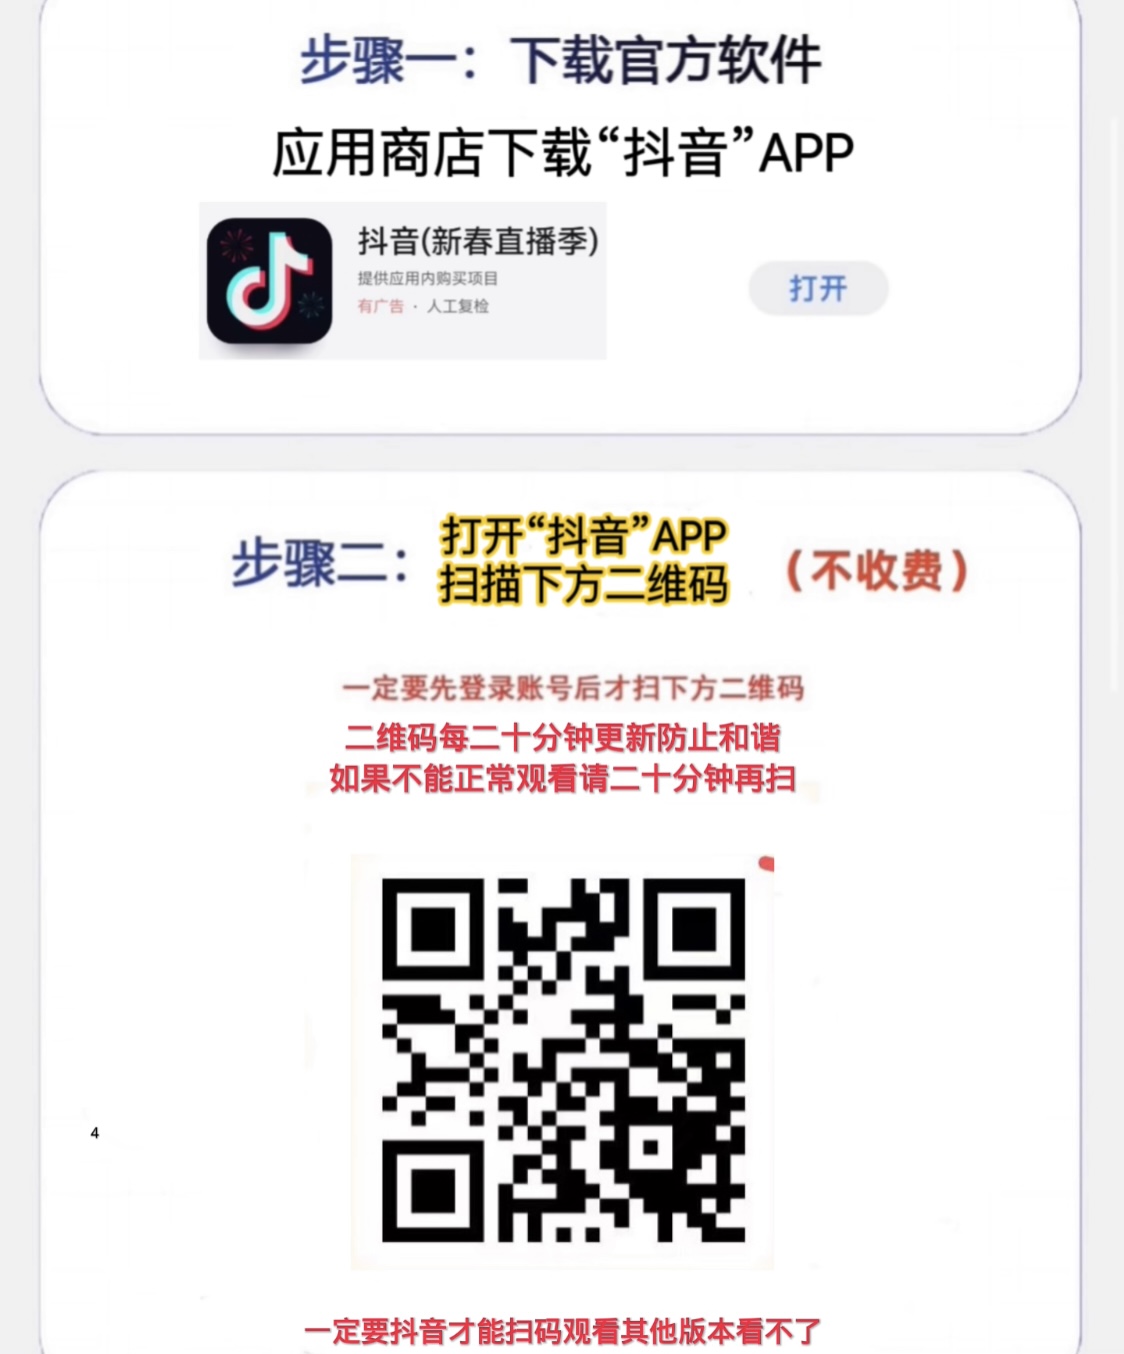 步骤一：下载官方软件
应用商店下载“抖音”APP
抖音(新春直播季)
提供应用内购买项目
有广告 · 人工复检
打开
步骤二：
打开“抖音”APP
扫描下方二维码
（不收费）
一定要先登录账号后才扫下方二维码
二维码每二十分钟更新防止和谐
如果不能正常观看请二十分钟再扫
4
一定要抖音才能扫码观看其他版本看不了